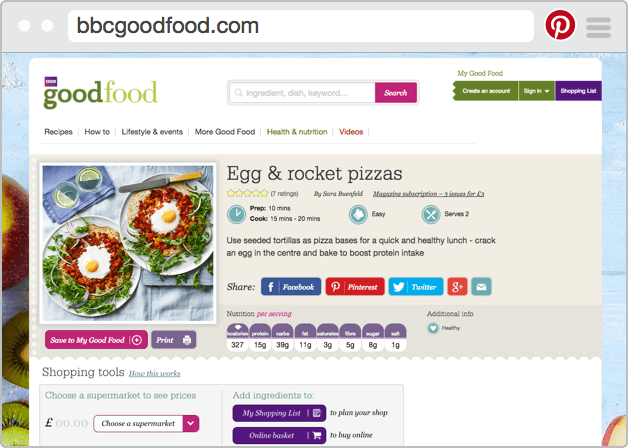 bbcgoodfood.com
My Good Food
BBC
goodfood
ingredient, dish, keyword...
Search
Create an account
Sign in
Shopping List
Recipes
How to
Lifestyle & events
More Good Food
Health & nutrition
Videos
Egg & rocket pizzas
(7 ratings)
By Sara Buenfeld
Magazine subscription – 3 issues for £3
Prep: 10 mins
Cook: 15 mins - 20 mins
Easy
Serves 2
Use seeded tortillas as pizza bases for a quick and healthy lunch - crack
an egg in the centre and bake to boost protein intake
Share:
Facebook
Pinterest
Twitter
Nutrition per serving
Additional info
kcalories protein carbs fat saturates fibre sugar salt
327 15g 39g 11g 3g 5g 8g 1g
Healthy
Save to My Good Food
Print
Shopping tools
How this works
Choose a supermarket to see prices
£ 00.00
Choose a supermarket
Add ingredients to:
My Shopping List
to plan your shop
Online basket
to buy online